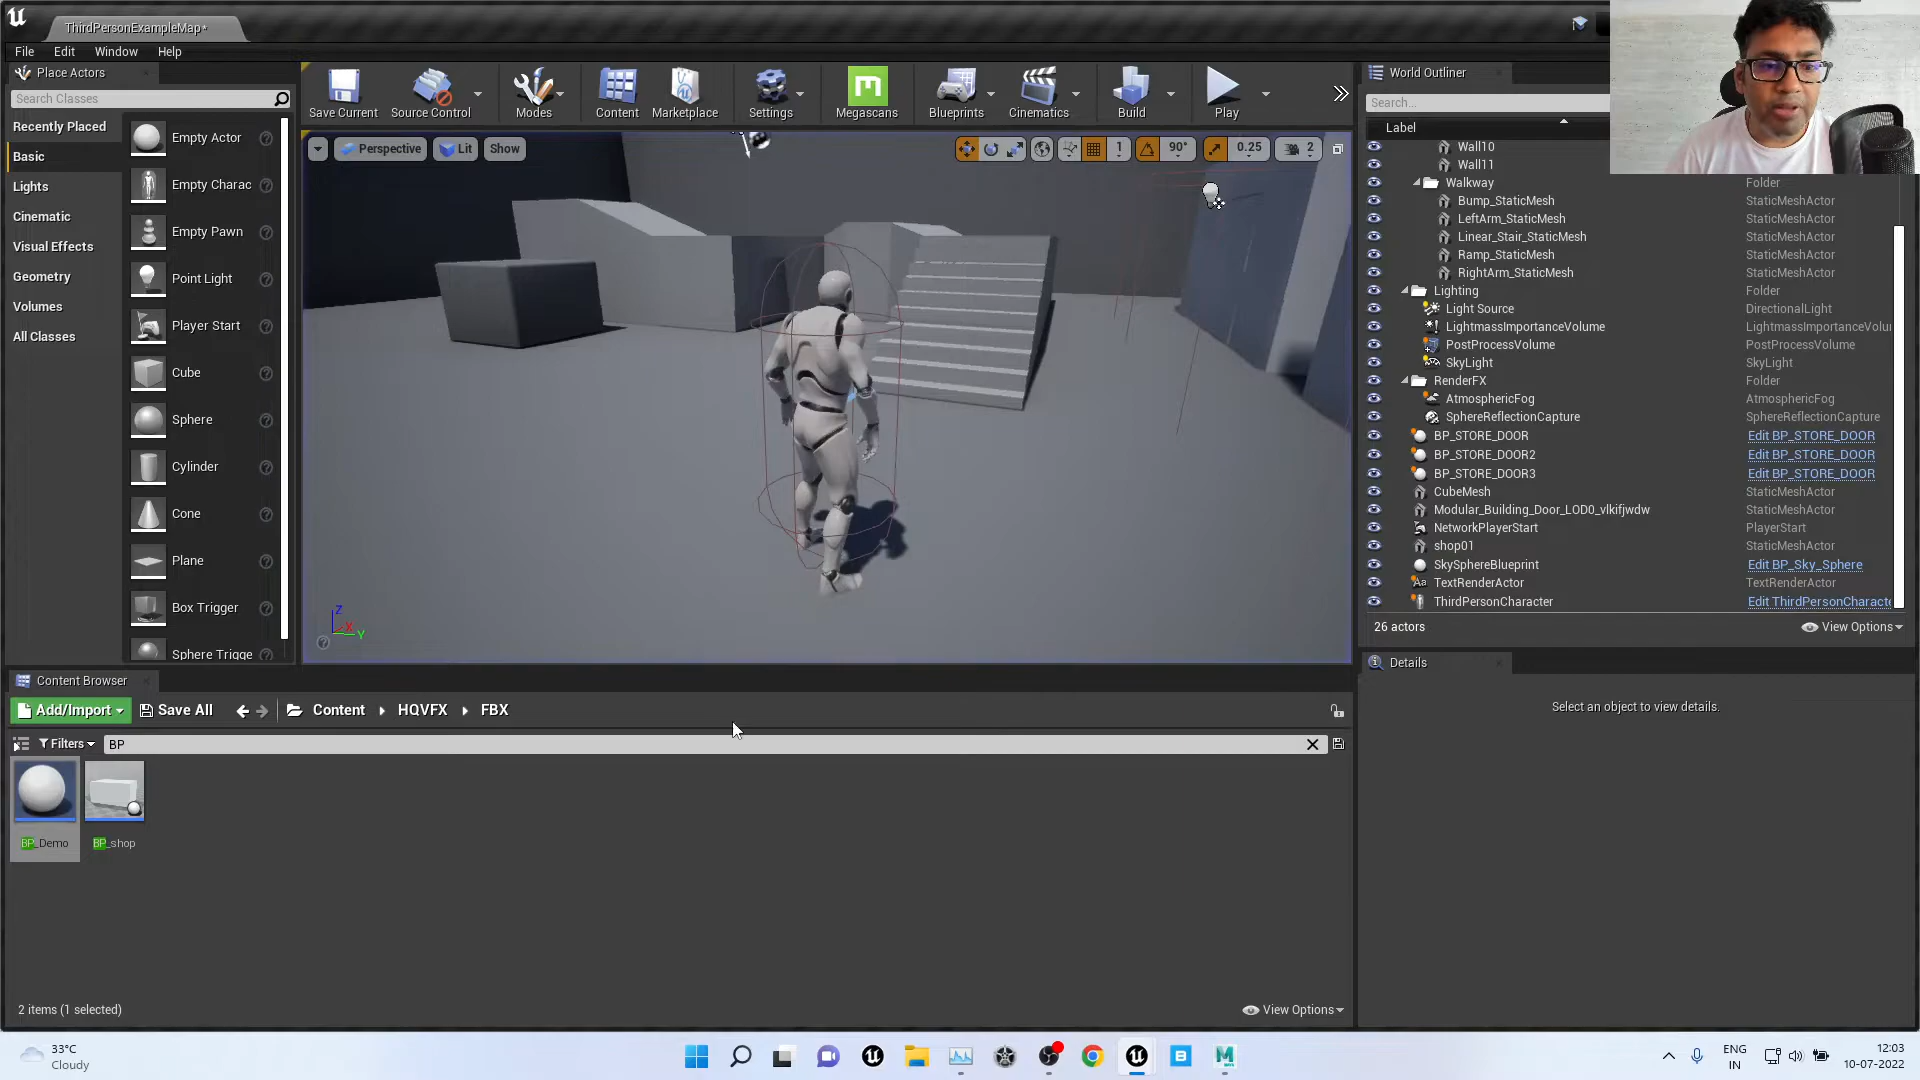 ThirdPersonExampleMap*
File Edit Window Help
Place Actors
Search Classes
Recently Placed
Basic
Lights
Cinematic
Visual Effects
Geometry
Volumes
All Classes
Empty Actor
Empty Charac
Empty Pawn
Point Light
Player Start
Cube
Sphere
Cylinder
Cone
Plane
Box Trigger
Sphere Trigge
Save Current Source Control Modes Content Marketplace Settings Megascans Blueprints Cinematics Build Play
Perspective Lit Show 1 90° 0.25 2
Z
X
Y
World Outliner
Search...
Label
Wall10
Wall11
Walkway Folder
Bump_StaticMesh StaticMeshActor
LeftArm_StaticMesh StaticMeshActor
Linear_Stair_StaticMesh StaticMeshActor
Ramp_StaticMesh StaticMeshActor
RightArm_StaticMesh StaticMeshActor
Lighting Folder
Light Source DirectionalLight
LightmassImportanceVolume LightmassImportanceVolu
PostProcessVolume PostProcessVolume
SkyLight SkyLight
RenderFX Folder
AtmosphericFog AtmosphericFog
SphereReflectionCapture SphereReflectionCapture
BP_STORE_DOOR Edit BP_STORE_DOOR
BP_STORE_DOOR2 Edit BP_STORE_DOOR
BP_STORE_DOOR3 Edit BP_STORE_DOOR
CubeMesh StaticMeshActor
Modular_Building_Door_LOD0_vlkifjwdw StaticMeshActor
NetworkPlayerStart PlayerStart
shop01 StaticMeshActor
SkySphereBlueprint Edit BP_Sky_Sphere
TextRenderActor TextRenderActor
ThirdPersonCharacter Edit ThirdPersonCharacte
26 actors View Options
Details
Select an object to view details.
Content Browser
Add/Import Save All Content HQVFX FBX
Filters BP
BP_Demo BP_shop
2 items (1 selected) View Options
33°C
Cloudy
ENG
IN
12:03
10-07-2022